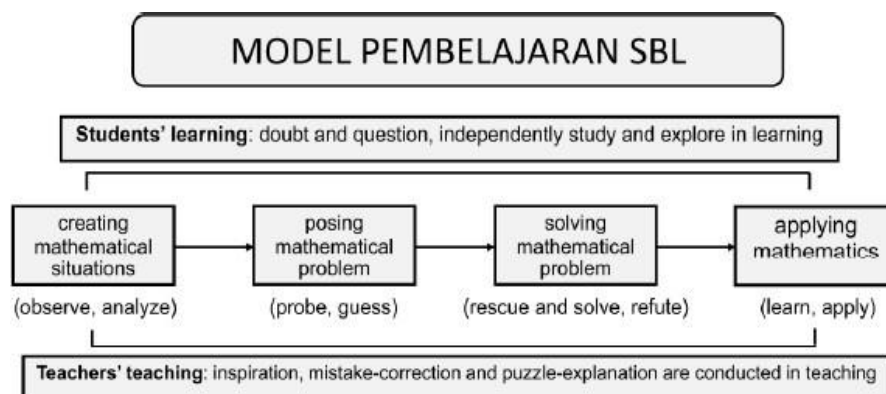 MODEL PEMBELAJARAN SBL
Students' learning: doubt and question, independently study and explore in learning
creating
mathematical
situations
(observe, analyze)
posing
mathematical
problem
(probe, guess)
solving
mathematical
problem
(rescue and solve, refute)
applying
mathematics
(learn, apply)
Teachers' teaching: inspiration, mistake-correction and puzzle-explanation are conducted in teaching